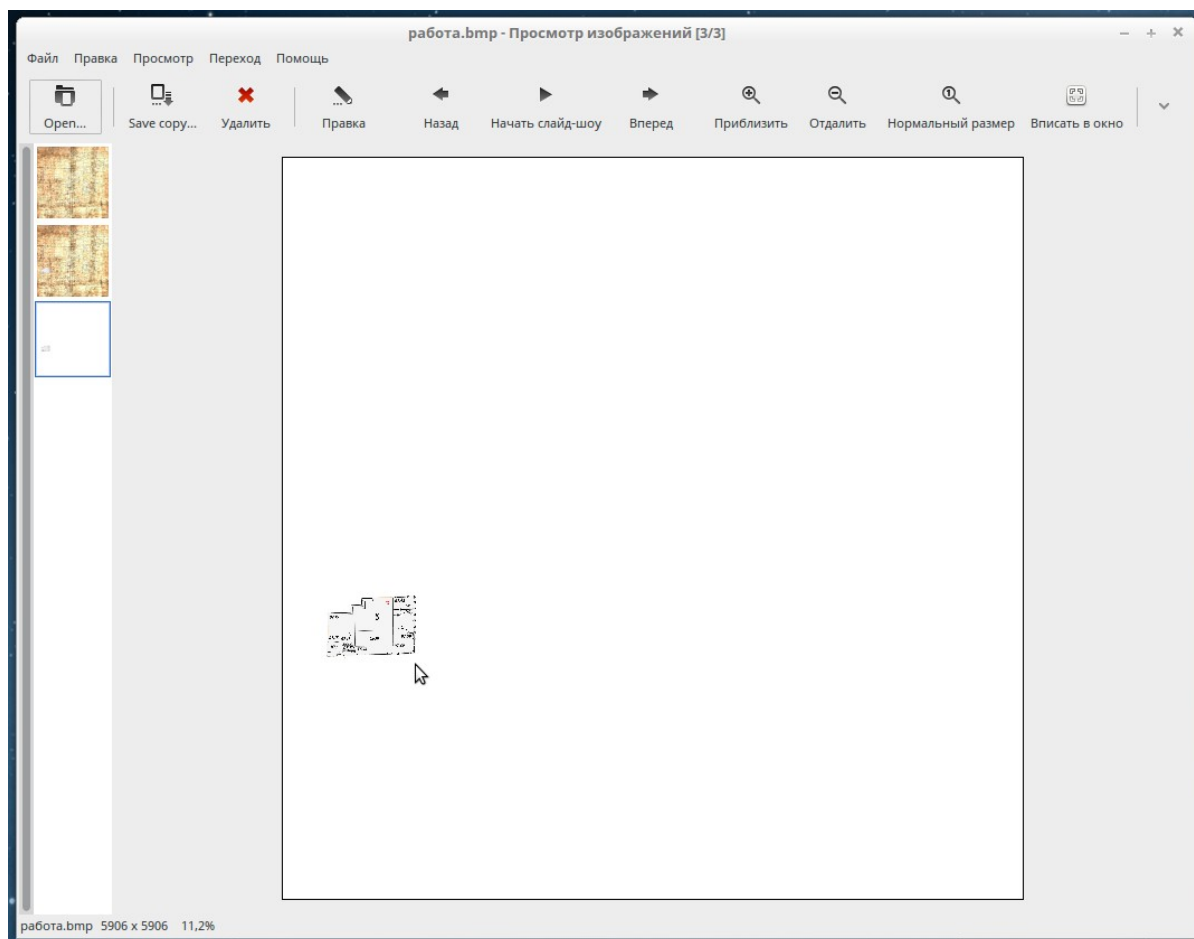 работа.bmp - Просмотр изображений [3/3]
Файл Правка Просмотр Переход Помощь
Open... Save copy... Удалить Правка Назад Начать слайд-шоу Вперед Приблизить Отдалить Нормальный размер Вписать в окно
5
работа.bmp 5906 x 5906 11,2%